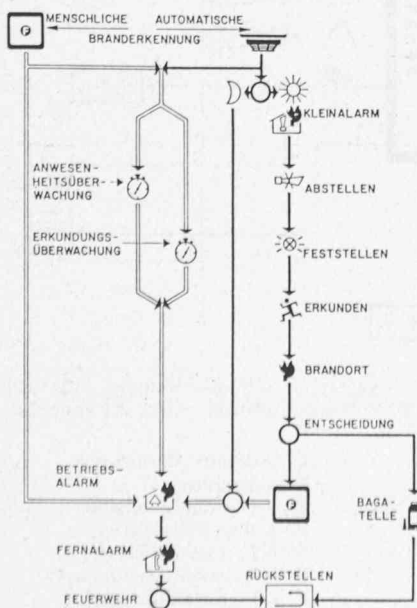 MENSCHLICHE AUTOMATISCHE
BRANDERKENNUNG
KLEINALARM
ANWESEN-
HEITSÜBER-
WACHUNG
ABSTELLEN
ERKUNDUNGS-
ÜBERWACHUNG
FESTSTELLEN
ERKUNDEN
BRANDORT
ENTSCHEIDUNG
BETRIEBS-
ALARM
BAGA-
TELLE
FERNALARM
RÜCKSTELLEN
FEUERWEHR